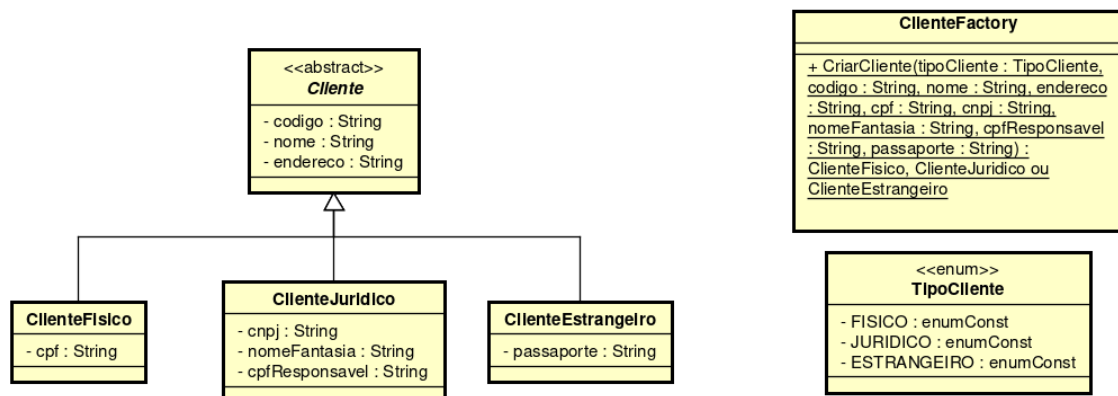 <<abstract>>
Cliente
- codigo : String
- nome : String
- endereco : String
ClienteFisico
- cpf : String
ClienteJuridico
- cnpj : String
- nomeFantasia : String
- cpfResponsavel : String
ClienteEstrangeiro
- passaporte : String
ClienteFactory
+ CriarCliente(tipoCliente : TipoCliente,
codigo : String, nome : String, endereco
: String, cpf : String, cnpj : String,
nomeFantasia : String, cpfResponsavel
: String, passaporte : String) :
ClienteFisico, ClienteJuridico ou
ClienteEstrangeiro
<<enum>>
TipoCliente
- FISICO : enumConst
- JURIDICO : enumConst
- ESTRANGEIRO : enumConst